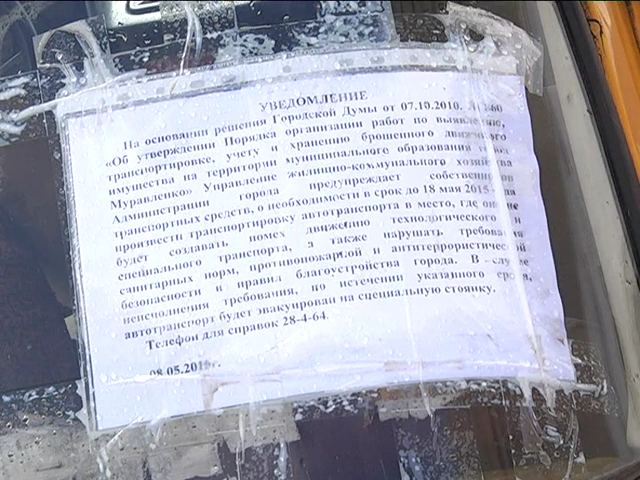 УВЕДОМЛЕНИЕ
На основании решения Городской Думы от 07.10.2010.
«Об утверждении Порядка организации работ по выявлению,
транспортировке, учету и хранению брошенного движимого
имущества на территории муниципального образования город
Муравленко» Управление жилищно-коммунального хозяйства
Администрации города предупреждает собственников
транспортных средств, о необходимости в срок до 18 мая 2015
произвести транспортировку автотранспорта в место, где он не
будет создавать помех движению технологического и
специального транспорта, а также нарушать требования
санитарных норм, противопожарной и антитеррористической
безопасности и правил благоустройства города. В случае
неисполнения требования, по истечении указанного срока,
автотранспорт будет эвакуирован на специальную стоянку.
Телефон для справок 28-4-64.